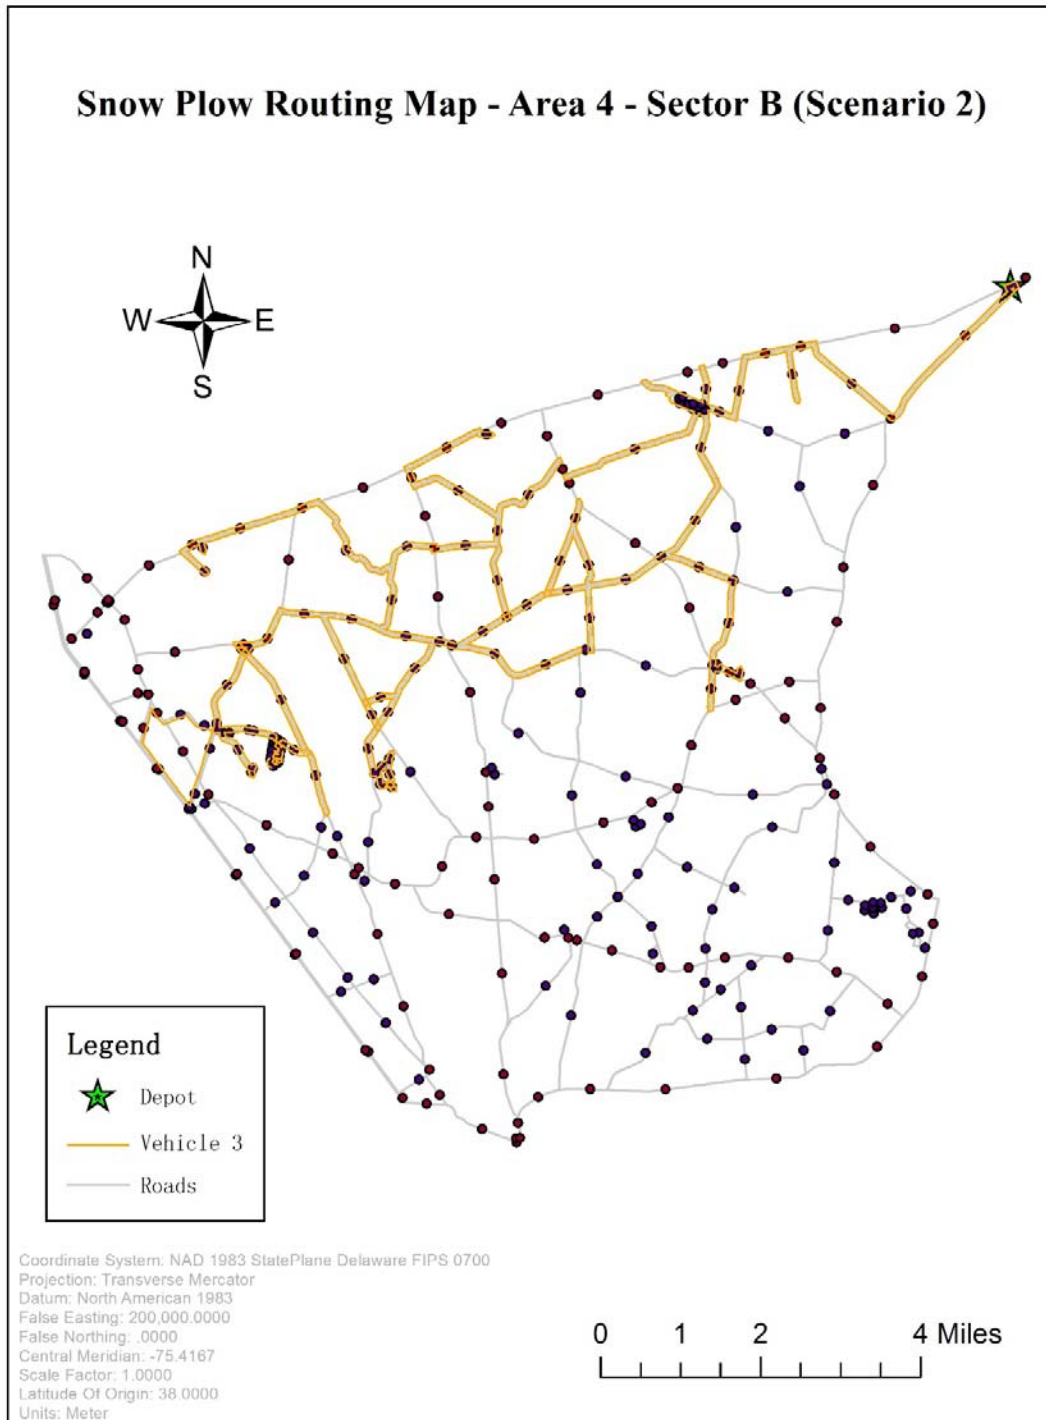 Snow Plow Routing Map - Area 4 - Sector B (Scenario 2)
N
W E
S
Legend
Depot
Vehicle 3
Roads
Coordinate System: NAD 1983 StatePlane Delaware FIPS 0700
Projection: Transverse Mercator
Datum: North American 1983
False Easting: 200,000.0000
False Northing: .0000
Central Meridian: -75.4167
Scale Factor: 1.0000
Latitude Of Origin: 38.0000
Units: Meter
0 1 2 4 Miles